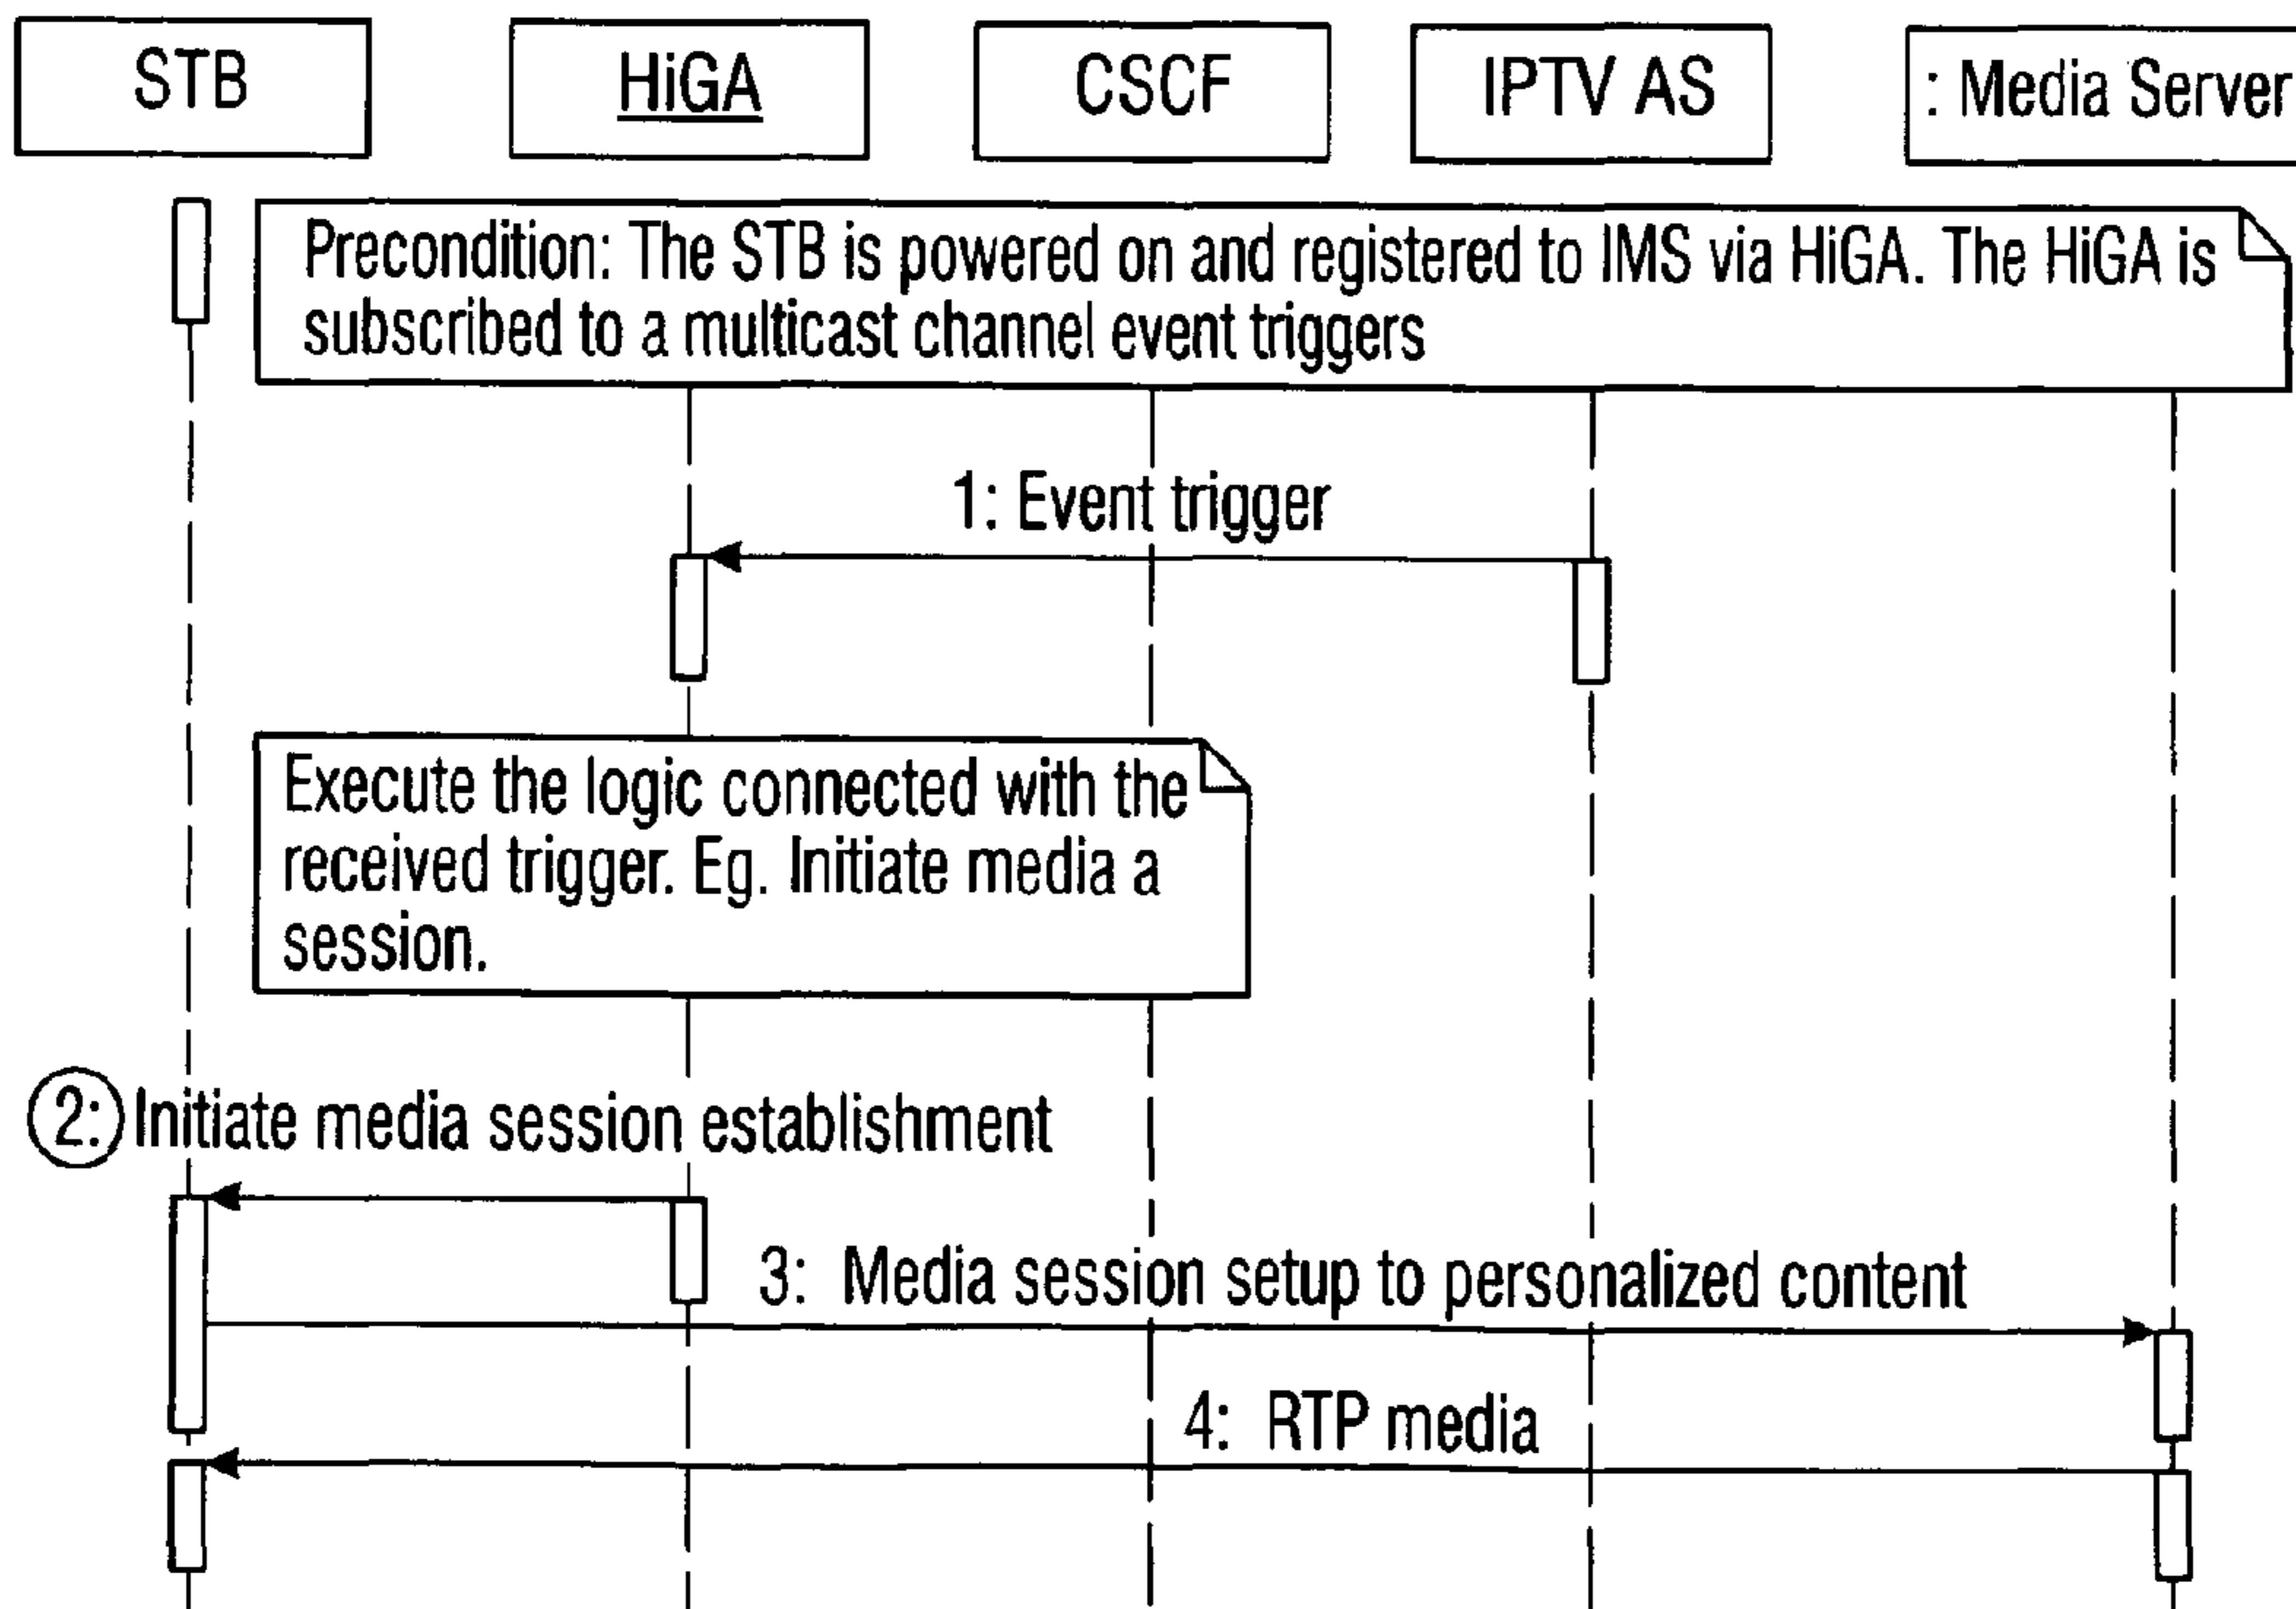 STB
HiGA
CSCF
IPTV AS
: Media Server
Precondition: The STB is powered on and registered to IMS via HiGA. The HiGA is
subscribed to a multicast channel event triggers
1: Event trigger
Execute the logic connected with the
received trigger. Eg. Initiate media a
session.
2: Initiate media session establishment
3: Media session setup to personalized content
4: RTP media